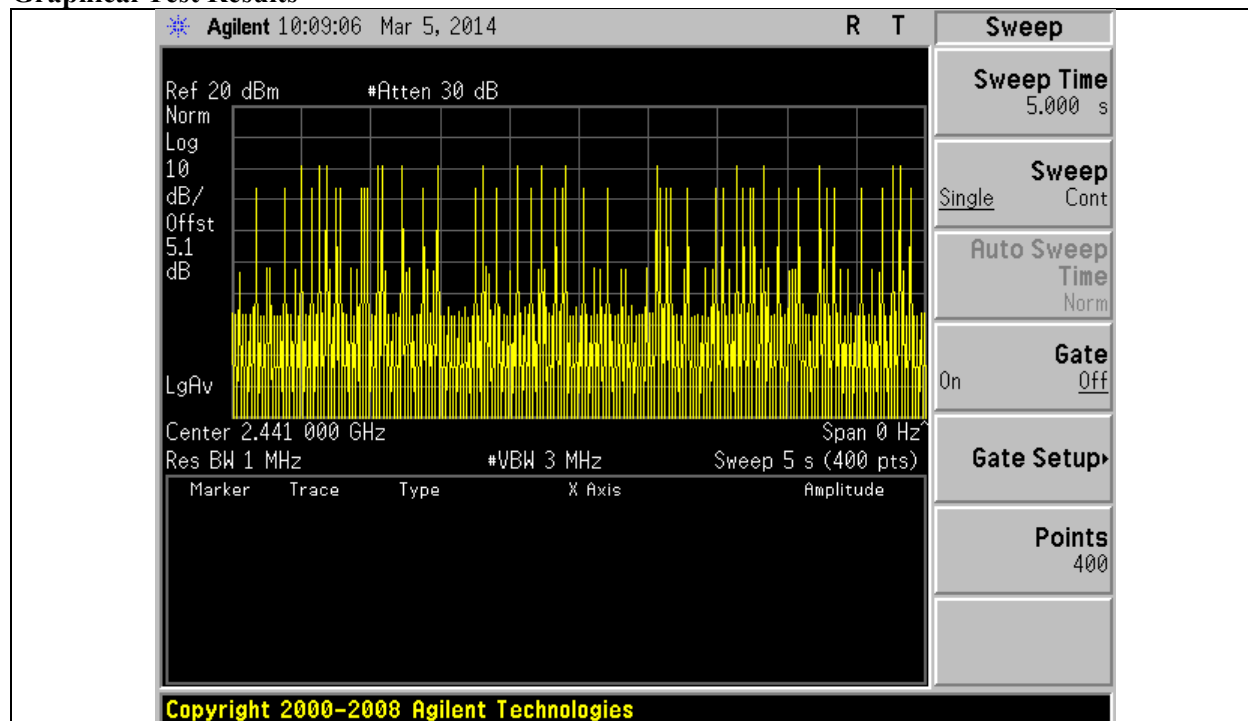 Graphical Test Results
Agilent 10:09:06 Mar 5, 2014 R T
Ref 20 dBm #Atten 30 dB
Norm
Log
10
dB/
Offst
5.1
dB
LgAv
Center 2.441 000 GHz Span 0 Hz^
Res BW 1 MHz #VBW 3 MHz Sweep 5 s (400 pts)
Marker Trace Type X Axis Amplitude
Sweep
Sweep Time
5.000 s
Sweep
Single Cont
Auto Sweep
Time
Norm
Gate
On Off
Gate Setup▸
Points
400
Copyright 2000-2008 Agilent Technologies